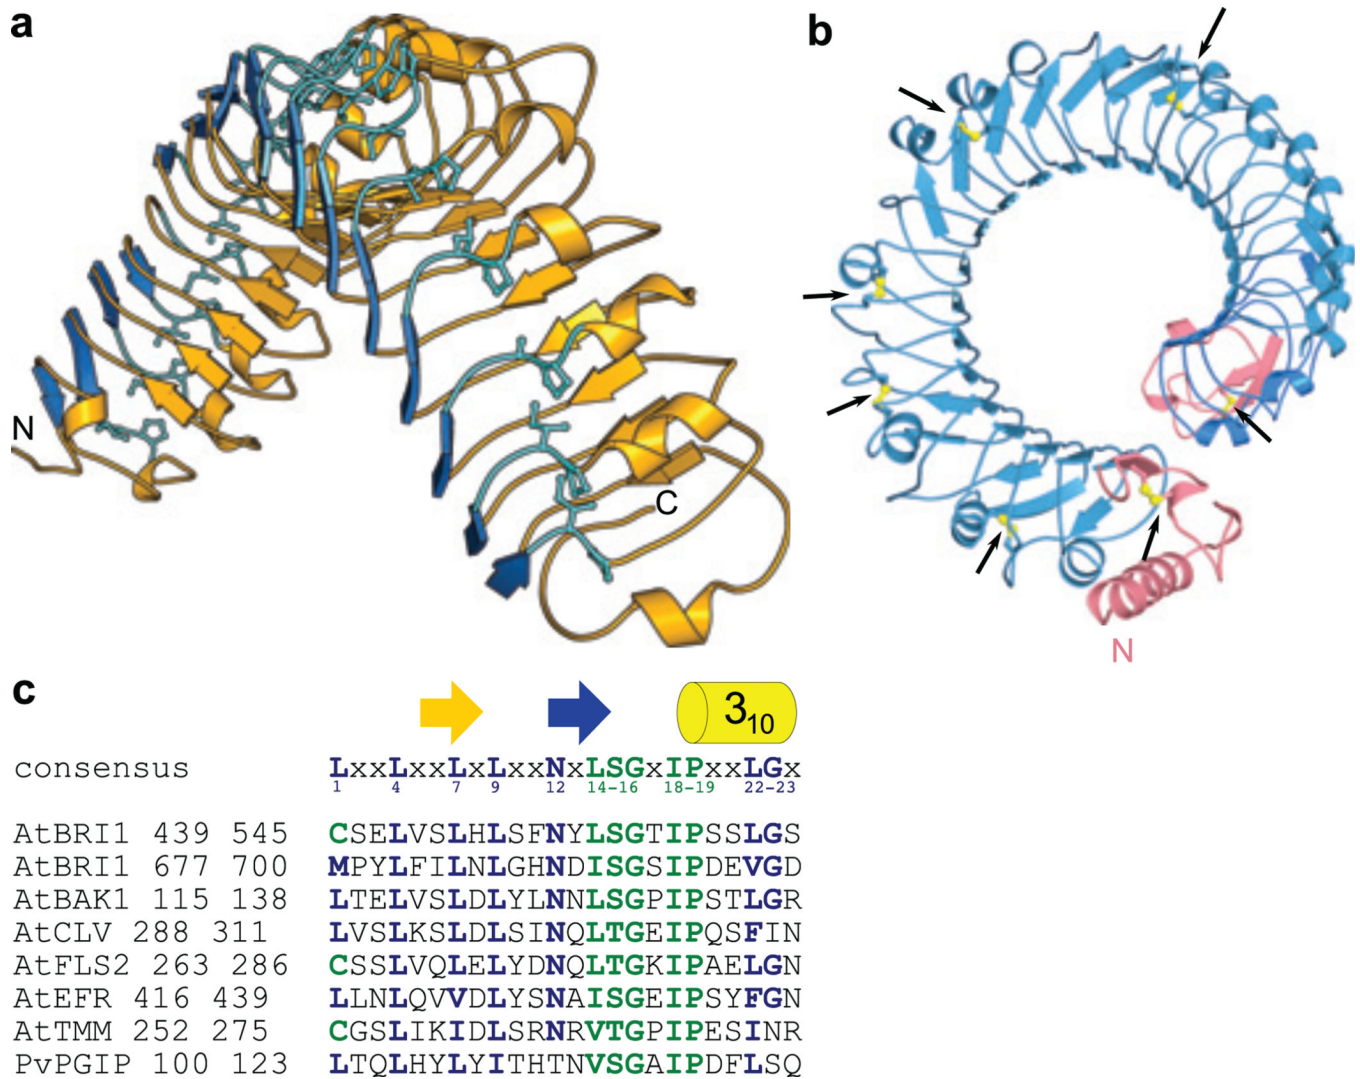 a
b
N
C
N
c
3₁₀
consensus LxxLxxLxLxxNxLSGxIPxxLGx
1 4 7 9 12 14-16 18-19 22-23
AtBRI1 439 545 CSELVSLHLSFNYLSGTIPSSLGS
AtBRI1 677 700 MPYLFILNLGHNDISGSIPDEVGD
AtBAK1 115 138 LTELVSLDLYLNNLSGPIPSTLGR
AtCLV 288 311 LVSLKSLDLSINQLTGEIPQSFIN
AtFLS2 263 286 CSSLVQLELYDNQLTGKIPAELGN
AtEFR 416 439 LLNLQVVDLYSNAISGEIPSYFGN
AtTMM 252 275 CGSLIKIDLSRNRVTGPIPESINR
PvPGIP 100 123 LTQLHYLYITHTNVSGAIPDFLSQ